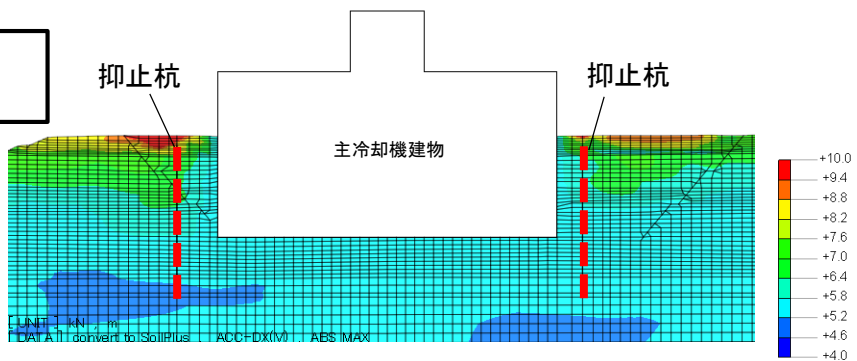 抑止杭
抑止杭
主冷却機建物
+10.0
+9.4
+8.8
+8.2
+7.6
+7.0
+6.4
+5.8
+5.2
+4.6
+4.0
[ UNIT ] kN , m
[ DATA ] convert to SoilPlus ACC-DX(M) ABS MAX